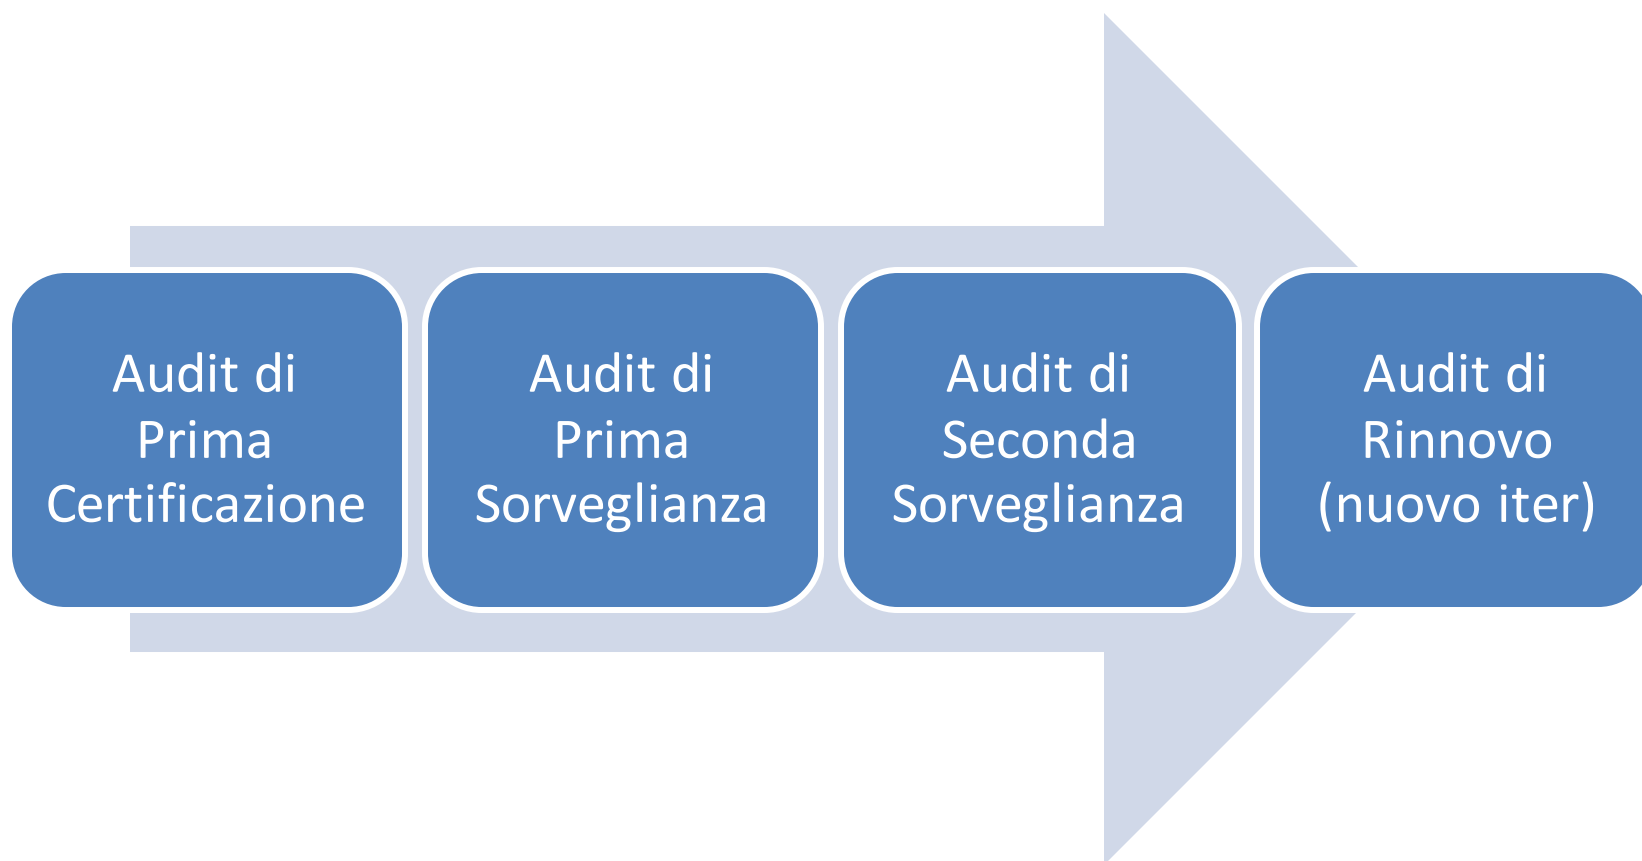 Audit di
Prima
Certificazione
Audit di
Prima
Sorveglianza
Audit di
Seconda
Sorveglianza
Audit di
Rinnovo
(nuovo iter)